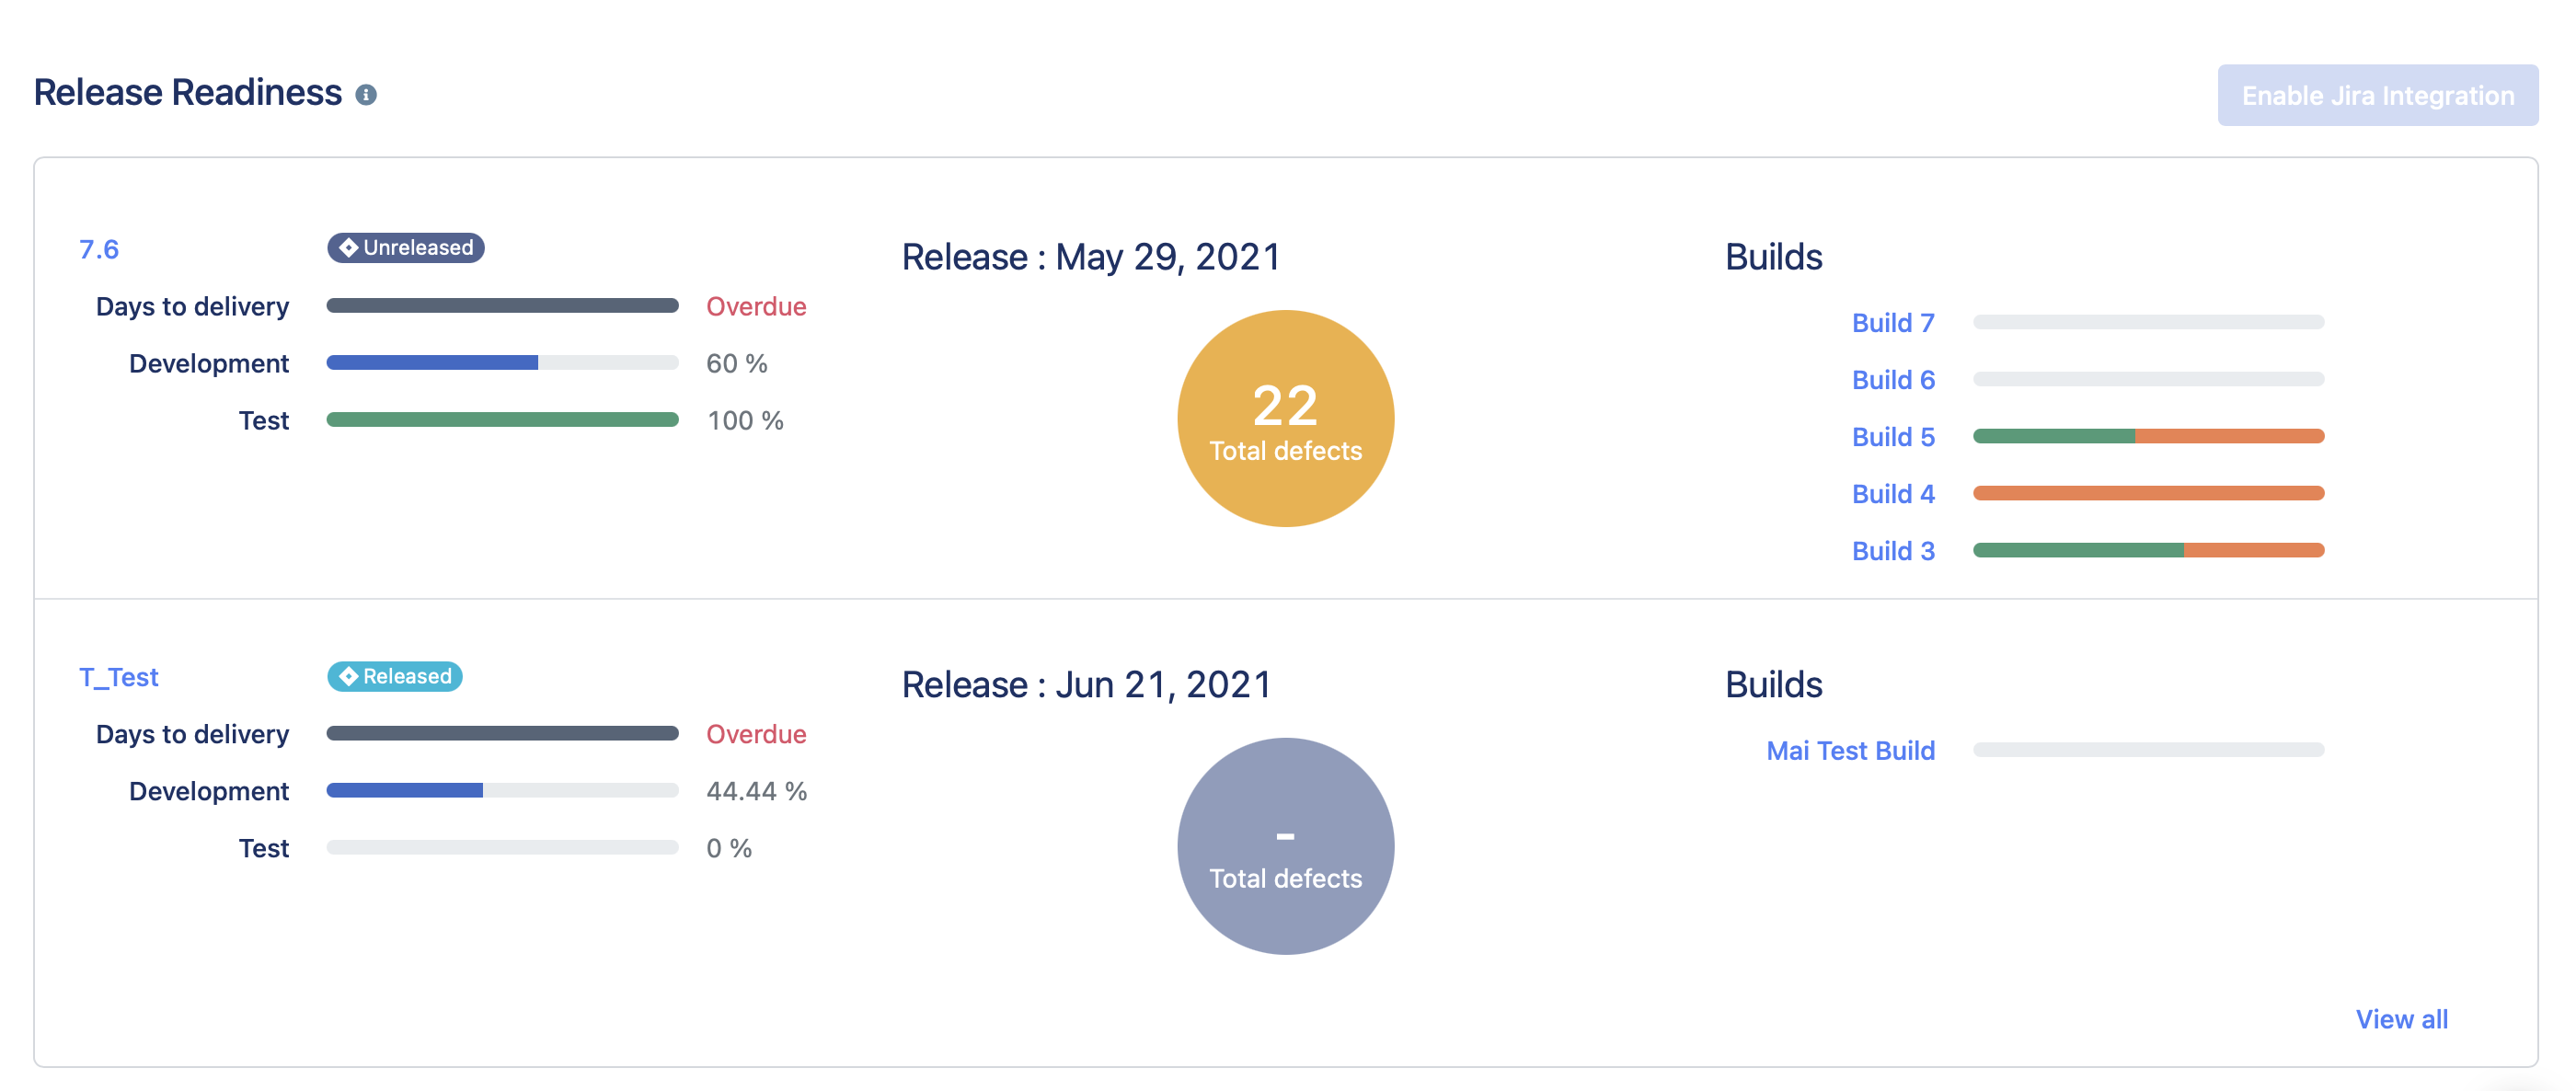 Release Readiness
Enable Jira Integration
7.6
Unreleased
Days to delivery
Overdue
Development
60 %
Test
100 %
Release : May 29, 2021
22
Total defects
Builds
Build 7
Build 6
Build 5
Build 4
Build 3
T_Test
Released
Days to delivery
Overdue
Development
44.44 %
Test
0 %
Release : Jun 21, 2021
-
Total defects
Builds
Mai Test Build
View all